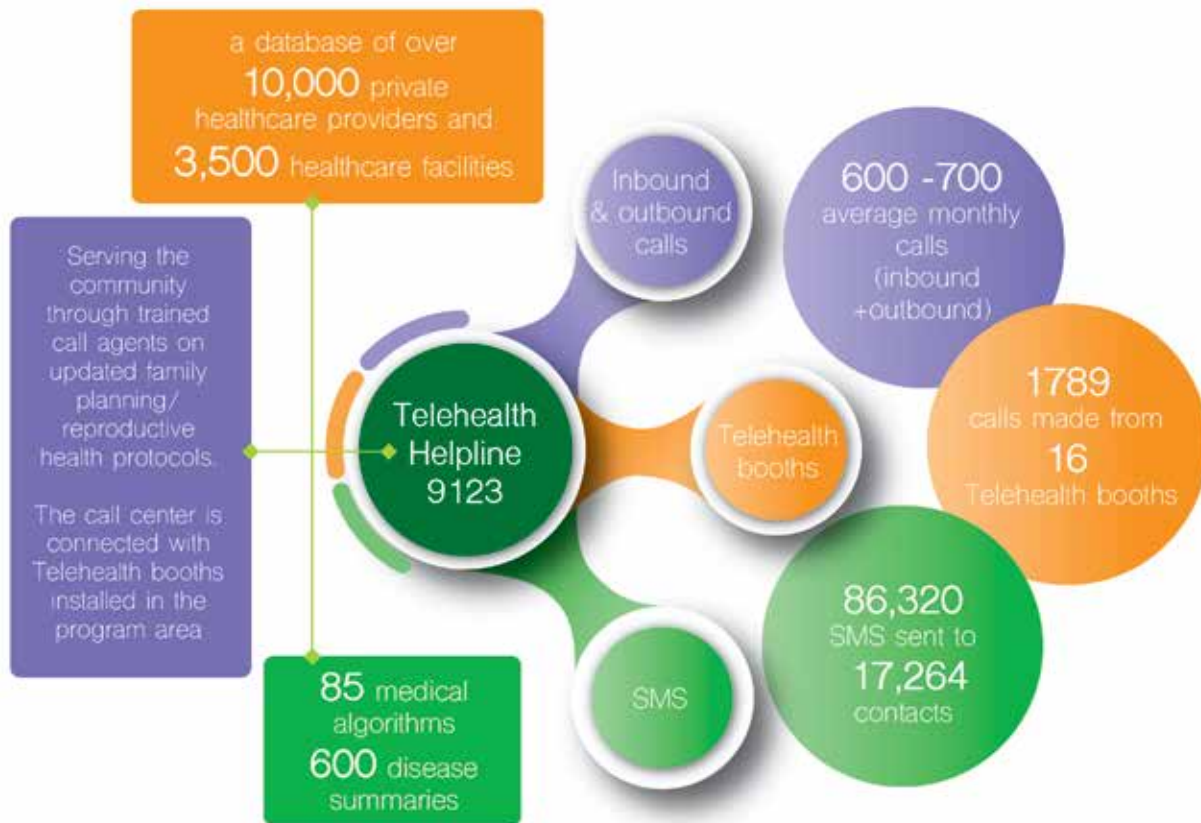 a database of over
10,000 private
healthcare providers and
3,500 healthcare facilities
Serving the
community
through trained
call agents on
updated family
planning/
reproductive
health protocols.
The call center is
connected with
Telehealth booths
installed in the
program area
85 medical
algorithms
600 disease
summaries
Telehealth
Helpline
9123
Inbound
& outbound
calls
Telehealth
booths
SMS
600 -700
average monthly
calls
(inbound
+outbound)
1789
calls made from
16
Telehealth booths
86,320
SMS sent to
17,264
contacts